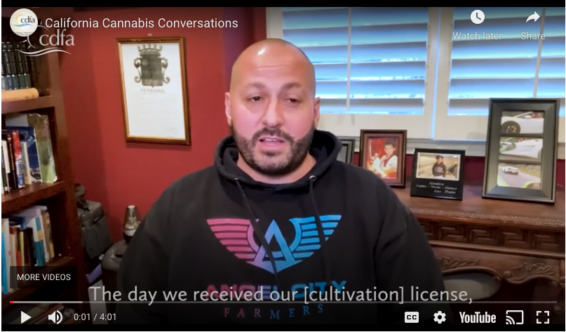 cdfa
California Cannabis Conversations
cdfa
Watch later
Share
ANGEL CITY
FARMERS
MORE VIDEOS
The day we received our [cultivation] license,
0:01 / 4:01
CC
YouTube